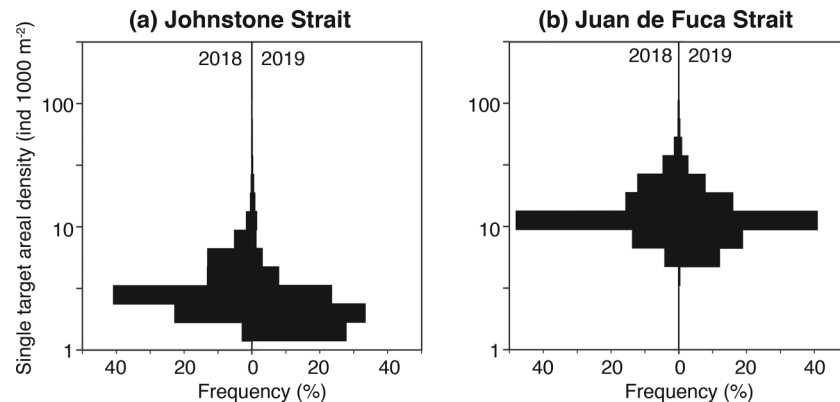 (a) Johnstone Strait
(b) Juan de Fuca Strait
Single target areal density (ind 1000 m⁻²)
2018 2019
100
10
1
40 20 0 20 40
Frequency (%)
2018 2019
100
10
1
40 20 0 20 40
Frequency (%)